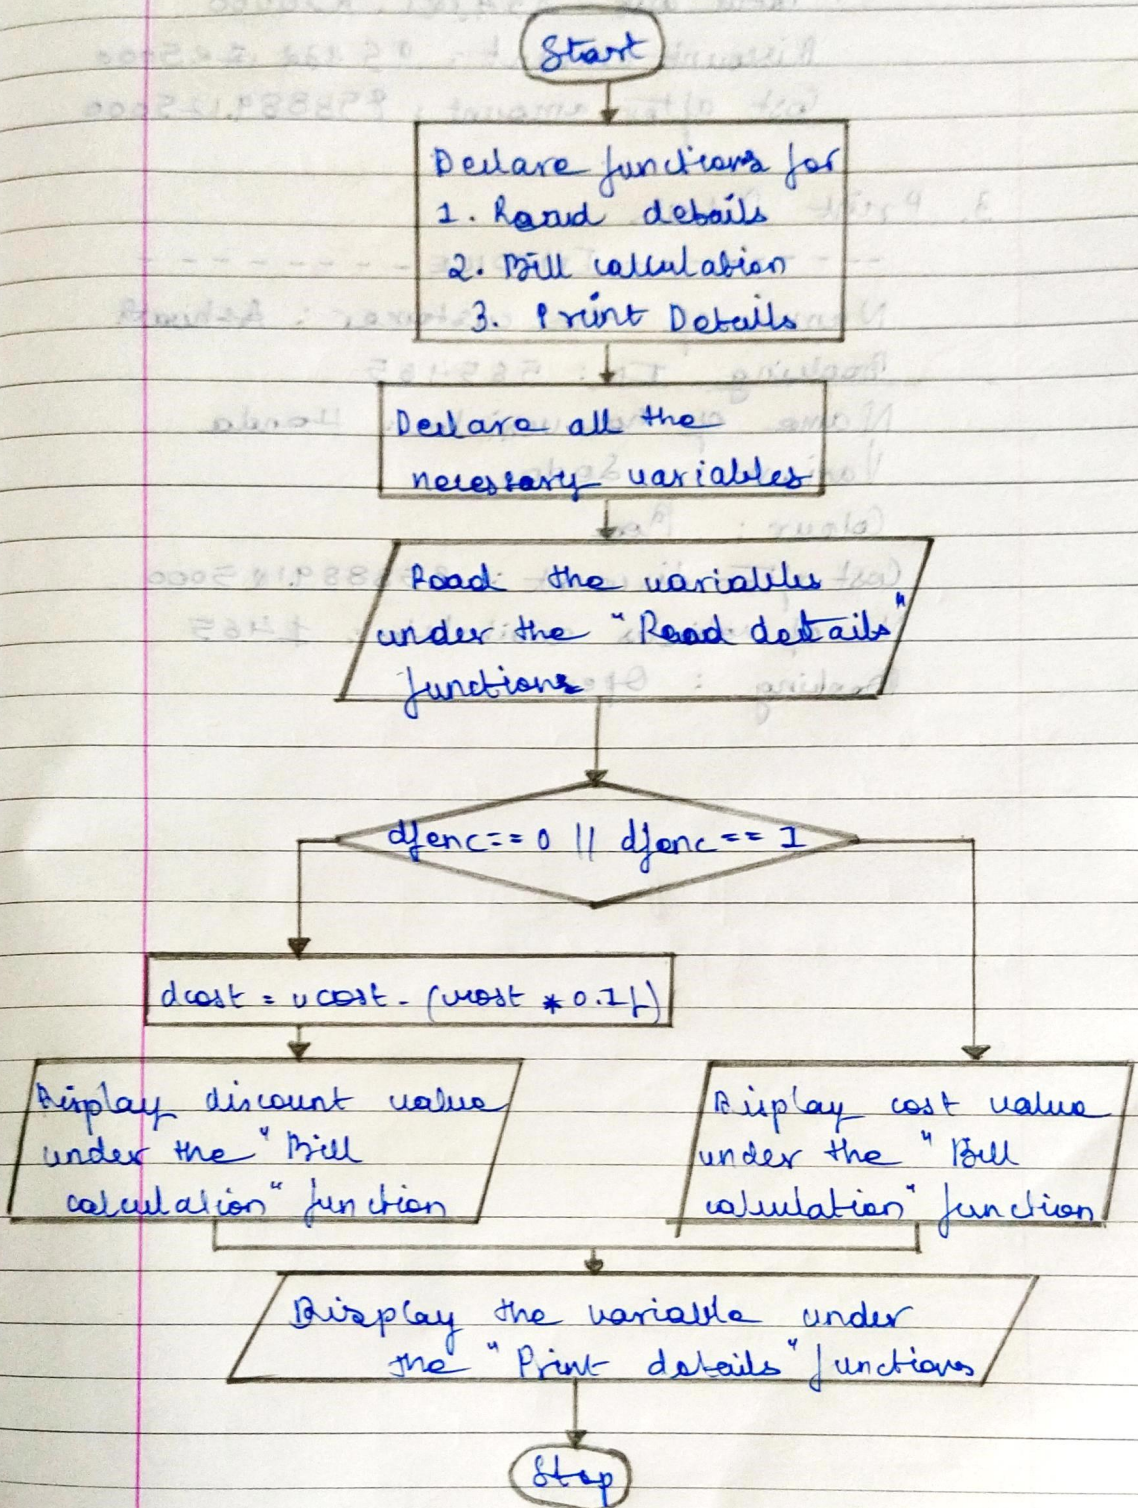 Start
Declare functions for
1. Read details
2. Bill calculation
3. Print Details
Declare all the
necessary variables
Read the variables
under the "Read details"
functions
dfenc==0 || dfenc==1
dcost = vcost - (vcost * 0.1f)
Display discount value
under the "Bill
calculation" function
Display cost value
under the "Bill
calculation" function
Display the variable under
the "Print details" functions
Stop